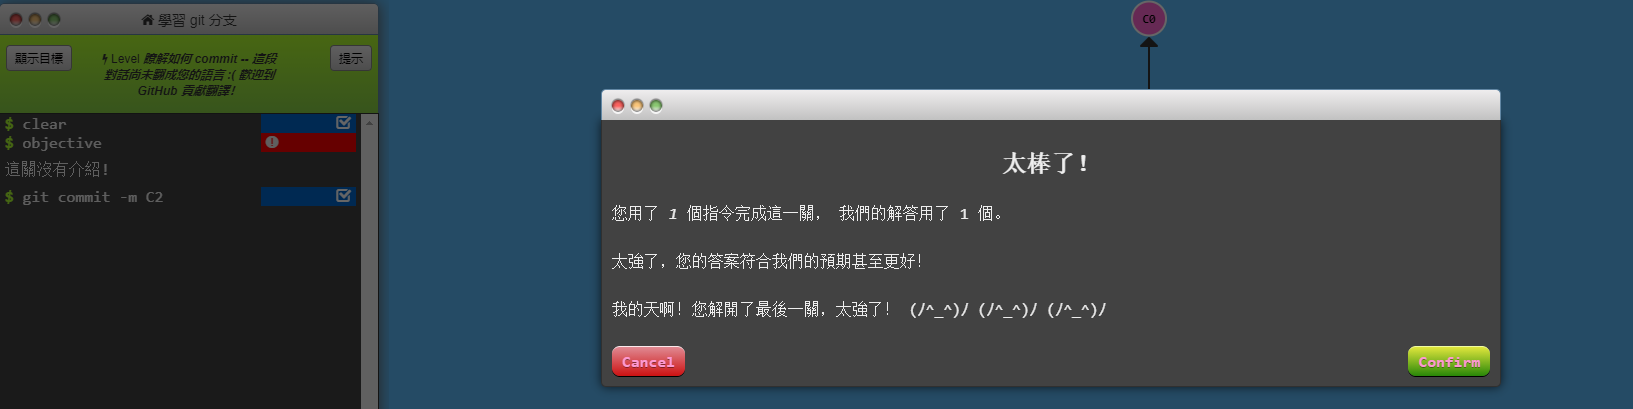 學習 git 分支
顯示目標
Level 瞭解如何 commit -- 這段
對話尚未翻成您的語言 :( 歡迎到
GitHub 貢獻翻譯！
提示
$ clear
$ objective
這關沒有介紹!
$ git commit -m C2
C0
太棒了!
您用了 1 個指令完成這一關， 我們的解答用了 1 個。
太強了，您的答案符合我們的預期甚至更好!
我的天啊! 您解開了最後一關，太強了! (/^_^)/ (/^_^)/ (/^_^)/
Cancel
Confirm